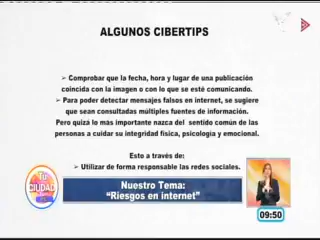 ALGUNOS CIBERTIPS
➢ Comprobar que la fecha, hora y lugar de una publicación
coincida con la imagen o con lo que se esté comunicando.
➢ Para poder detectar mensajes falsos en internet, se sugiere
que sean consultadas múltiples fuentes de información.
Pero quizá lo más importante nazca del sentido común de las
personas a cuidar su integridad física, psicología y emocional.
Esto a través de:
➢ Utilizar de forma responsable las redes sociales.
Tu
CIUDAD
Nuestro Tema:
"Riesgos en internet"
09:50